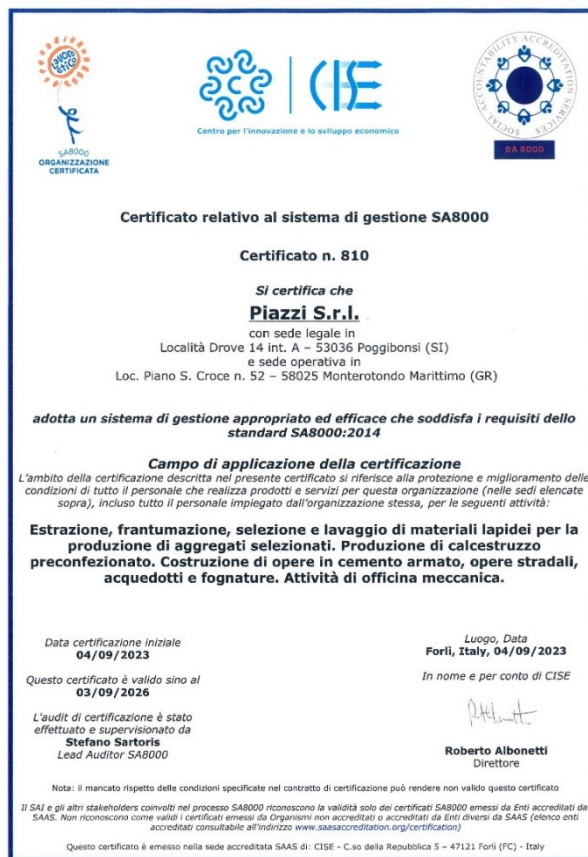 lavoro
etico
SA8000
ORGANIZZAZIONE
CERTIFICATA
CISE
Centro per l'innovazione e lo sviluppo economico
SOCIAL ACCOUNTABILITY ACCREDITATION SERVICES
SA 8000
Certificato relativo al sistema di gestione SA8000
Certificato n. 810
Si certifica che
Piazzi S.r.l.
con sede legale in
Località Drove 14 int. A – 53036 Poggibonsi (SI)
e sede operativa in
Loc. Piano S. Croce n. 52 – 58025 Monterotondo Marittimo (GR)
adotta un sistema di gestione appropriato ed efficace che soddisfa i requisiti dello
standard SA8000:2014
Campo di applicazione della certificazione
L'ambito della certificazione descritta nel presente certificato si riferisce alla protezione e miglioramento delle
condizioni di tutto il personale che realizza prodotti e servizi per questa organizzazione (nelle sedi elencate
sopra), incluso tutto il personale impiegato dall'organizzazione stessa, per le seguenti attività:
Estrazione, frantumazione, selezione e lavaggio di materiali lapidei per la
produzione di aggregati selezionati. Produzione di calcestruzzo
preconfezionato. Costruzione di opere in cemento armato, opere stradali,
acquedotti e fognature. Attività di officina meccanica.
Data certificazione iniziale
04/09/2023
Questo certificato è valido sino al
03/09/2026
L'audit di certificazione è stato
effettuato e supervisionato da
Stefano Sartoris
Lead Auditor SA8000
Luogo, Data
Forlì, Italy, 04/09/2023
In nome e per conto di CISE
Roberto Albonetti
Direttore
Nota: il mancato rispetto delle condizioni specificate nel contratto di certificazione può rendere non valido questo certificato
Il SAI e gli altri stakeholders coinvolti nel processo SA8000 riconoscono la validità solo dei certificati SA8000 emessi da Enti accreditati dal
SAAS. Non riconoscono come validi i certificati emessi da Organismi non accreditati o accreditati da Enti diversi da SAAS (elenco enti
accreditati consultabile all'indirizzo www.saasaccreditation.org/certification)
Questo certificato è emesso nella sede accreditata SAAS di: CISE - C.so della Repubblica 5 – 47121 Forlì (FC) - Italy